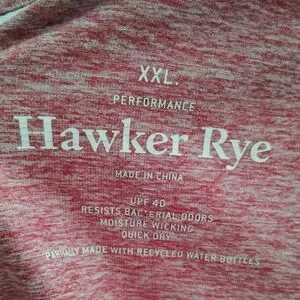 XXL.
PERFORMANCE
Hawker Rye
MADE IN CHINA
UPF 40
RESISTS BACTERIAL ODORS
MOISTURE WICKING
QUICK DRY
PARTIALLY MADE WITH RECYCLED WATER BOTTLES